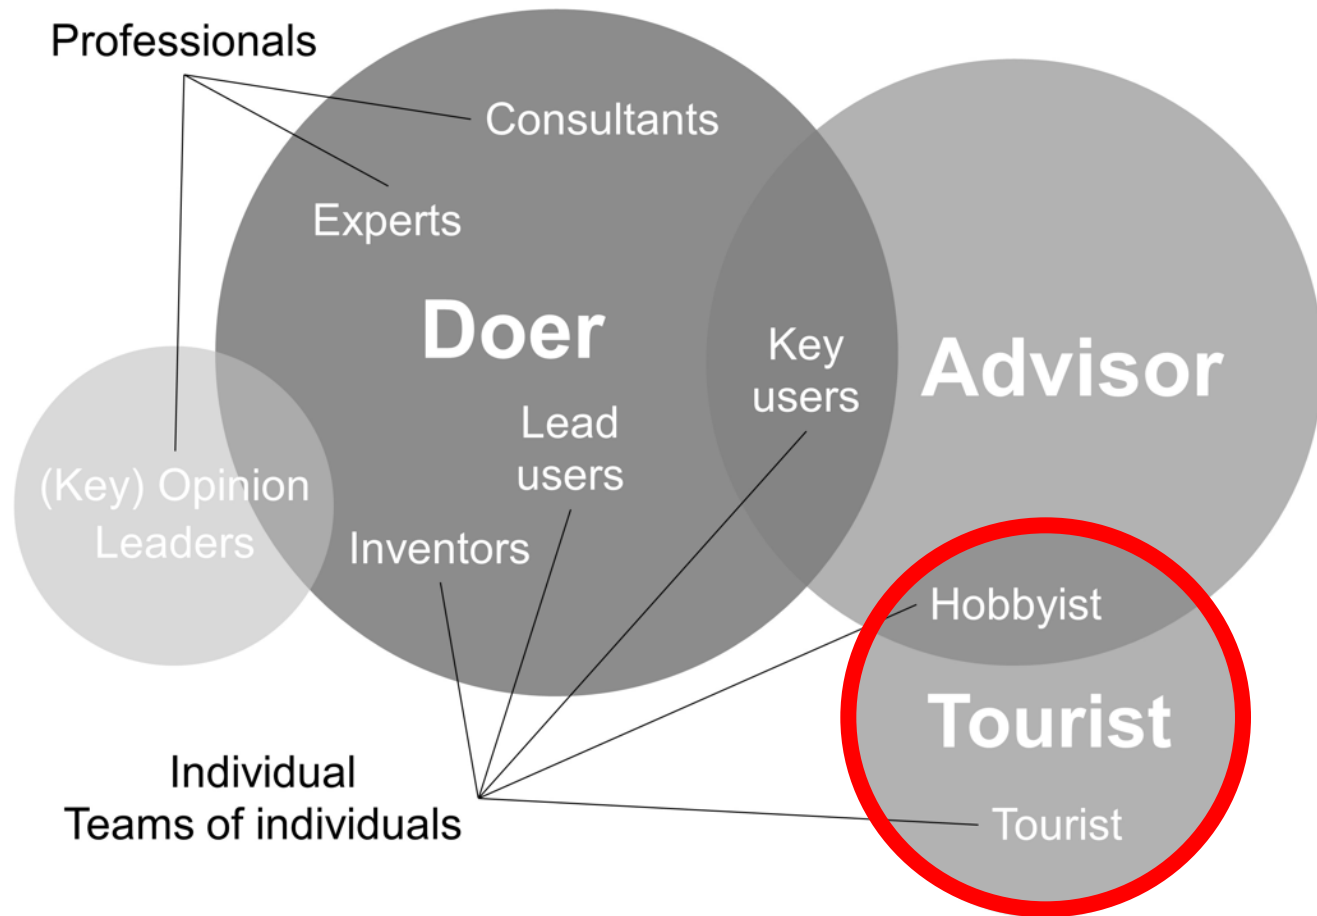 Professionals
Consultants
Experts
Doer
Key
users
Advisor
Lead
users
(Key) Opinion
Leaders
Inventors
Hobbyist
Tourist
Individual
Teams of individuals
Tourist